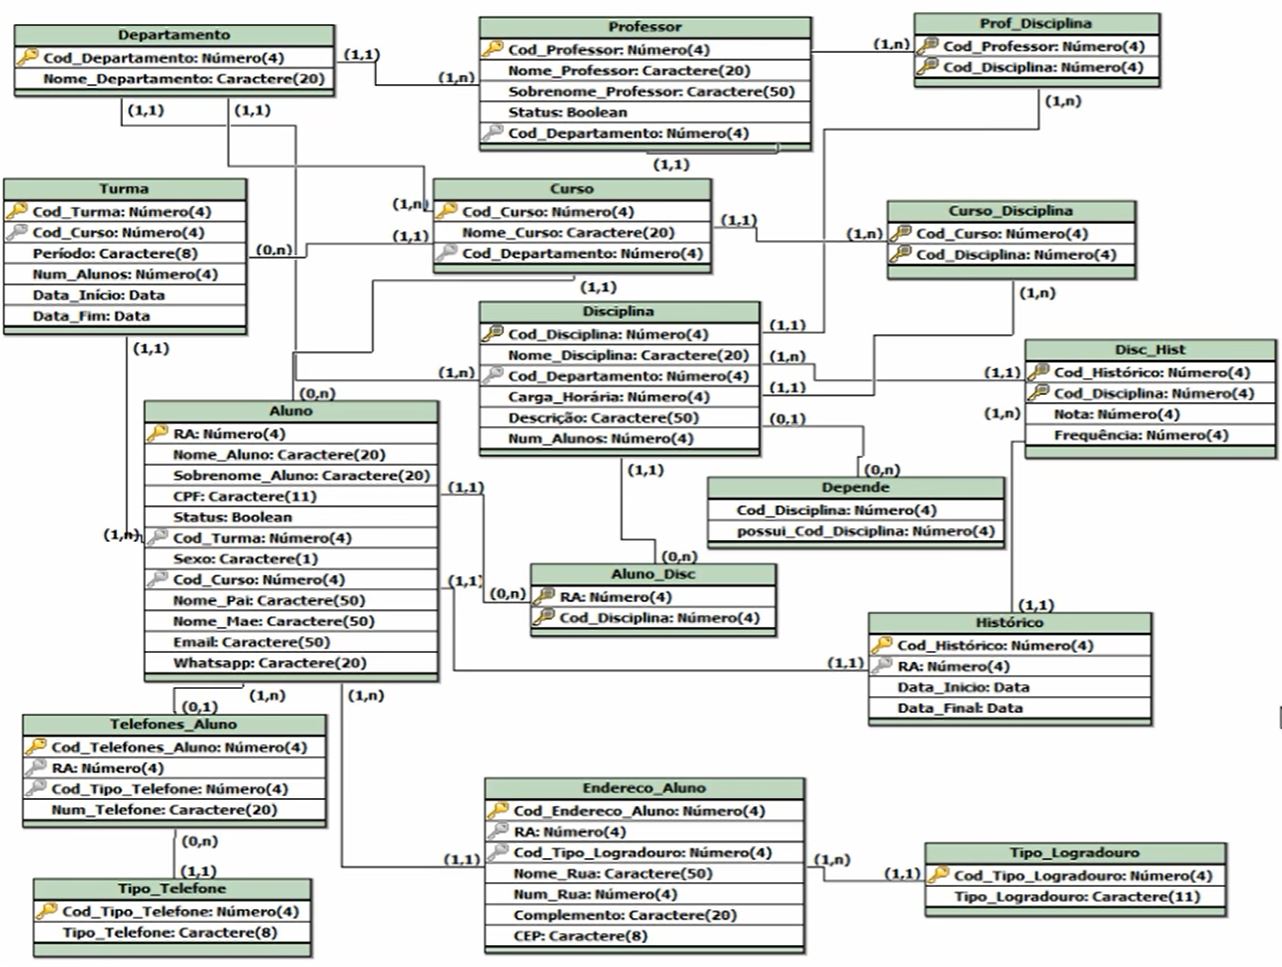 Departamento
Cod_Departamento: Número(4)
Nome_Departamento: Caractere(20)
(1,1)
(1,n)
(1,1)
(1,1)
Professor
Cod_Professor: Número(4)
Nome_Professor: Caractere(20)
Sobrenome_Professor: Caractere(50)
Status: Boolean
Cod_Departamento: Número(4)
(1,1)
(1,n)
Prof_Disciplina
Cod_Professor: Número(4)
Cod_Disciplina: Número(4)
(1,n)
Turma
Cod_Turma: Número(4)
Cod_Curso: Número(4)
Período: Caractere(8)
Num_Alunos: Número(4)
Data_Início: Data
Data_Fim: Data
(0,n)
(1,1)
(1,n)
(1,1)
Curso
Cod_Curso: Número(4)
Nome_Curso: Caractere(20)
Cod_Departamento: Número(4)
(1,1)
(1,1)
(1,n)
Curso_Disciplina
Cod_Curso: Número(4)
Cod_Disciplina: Número(4)
(1,n)
Disciplina
Cod_Disciplina: Número(4)
Nome_Disciplina: Caractere(20)
Cod_Departamento: Número(4)
Carga_Horária: Número(4)
Descrição: Caractere(50)
Num_Alunos: Número(4)
(1,n)
(1,1)
(1,n)
(1,1)
(0,1)
(1,1)
(1,1)
(1,n)
Disc_Hist
Cod_Histórico: Número(4)
Cod_Disciplina: Número(4)
Nota: Número(4)
Frequência: Número(4)
(0,n)
Depende
Cod_Disciplina: Número(4)
possui_Cod_Disciplina: Número(4)
(0,n)
Aluno
RA: Número(4)
Nome_Aluno: Caractere(20)
Sobrenome_Aluno: Caractere(20)
CPF: Caractere(11)
Status: Boolean
Cod_Turma: Número(4)
Sexo: Caractere(1)
Cod_Curso: Número(4)
Nome_Pai: Caractere(50)
Nome_Mae: Caractere(50)
Email: Caractere(50)
Whatsapp: Caractere(20)
(1,n)
(1,1)
(1,1)
(0,n)
(0,n)
Aluno_Disc
RA: Número(4)
Cod_Disciplina: Número(4)
(1,1)
(1,1)
Histórico
Cod_Histórico: Número(4)
RA: Número(4)
Data_Inicio: Data
Data_Final: Data
(1,n)
(1,n)
(0,1)
Telefones_Aluno
Cod_Telefones_Aluno: Número(4)
RA: Número(4)
Cod_Tipo_Telefone: Número(4)
Num_Telefone: Caractere(20)
(0,n)
(1,1)
Tipo_Telefone
Cod_Tipo_Telefone: Número(4)
Tipo_Telefone: Caractere(8)
(1,1)
Endereco_Aluno
Cod_Endereco_Aluno: Número(4)
RA: Número(4)
Cod_Tipo_Logradouro: Número(4)
Nome_Rua: Caractere(50)
Num_Rua: Número(4)
Complemento: Caractere(20)
CEP: Caractere(8)
(1,n)
(1,1)
Tipo_Logradouro
Cod_Tipo_Logradouro: Número(4)
Tipo_Logradouro: Caractere(11)